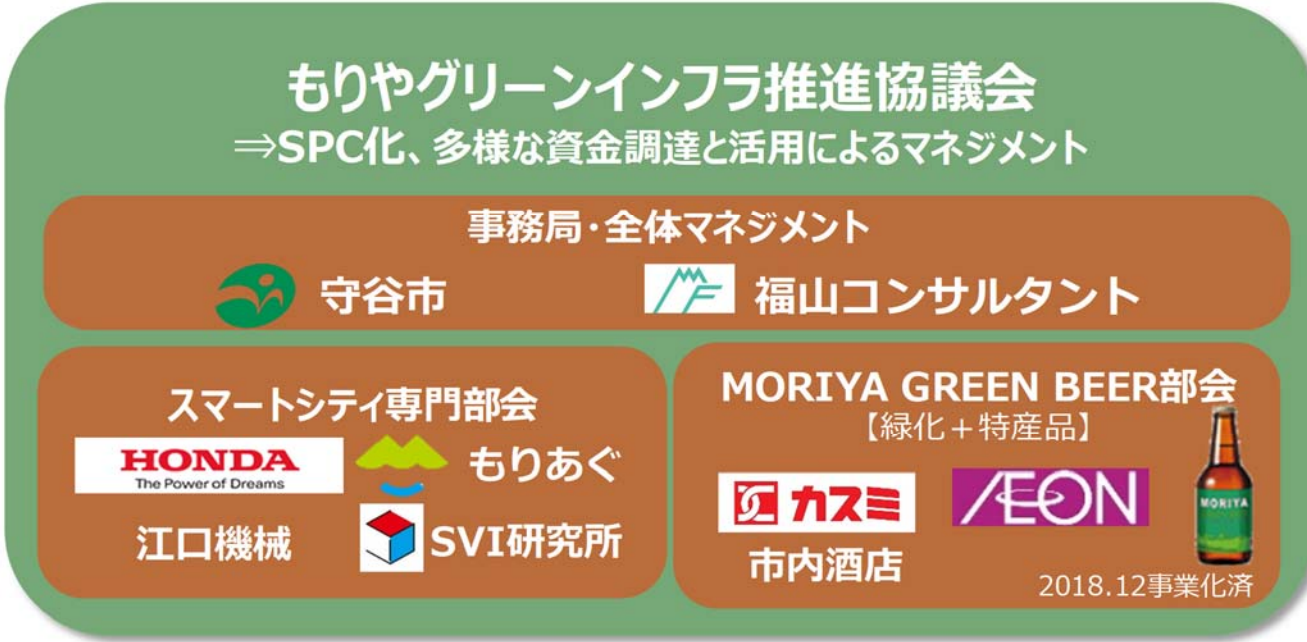 もりやグリーンインフラ推進協議会
⇒SPC化、多様な資金調達と活用によるマネジメント
事務局・全体マネジメント
守谷市
福山コンサルタント
スマートシティ専門部会
HONDA
The Power of Dreams
もりあぐ
江口機械
SVI研究所
MORIYA GREEN BEER部会
【緑化＋特産品】
カスミ
ÆON
MORIYA
市内酒店
2018.12事業化済